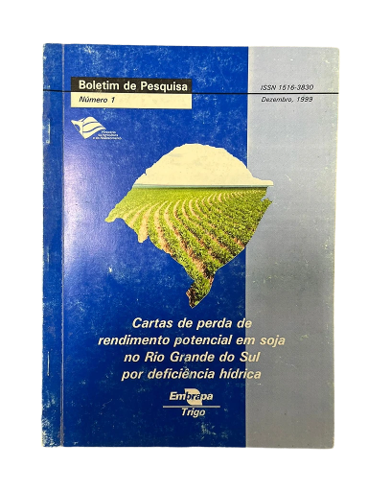 Boletim de Pesquisa
Número 1
ISSN 1516-3830
Dezembro, 1999
Cartas de perda de
rendimento potencial em soja
no Rio Grande do Sul
por deficiência hídrica
Embrapa
Trigo